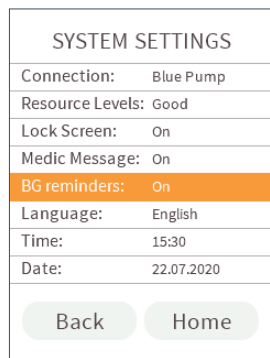 SYSTEM SETTINGS
Connection: Blue Pump
Resource Levels: Good
Lock Screen: On
Medic Message: On
BG reminders: On
Language: English
Time: 15:30
Date: 22.07.2020
Back Home